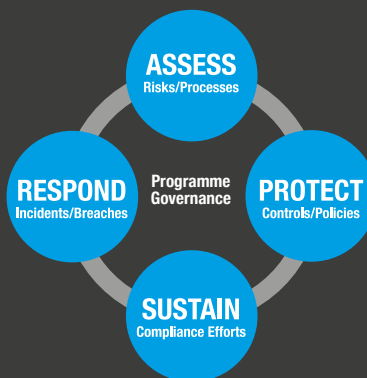 ASSESS
Risks/Processes
RESPOND
Incidents/Breaches
Programme
Governance
PROTECT
Controls/Policies
SUSTAIN
Compliance Efforts